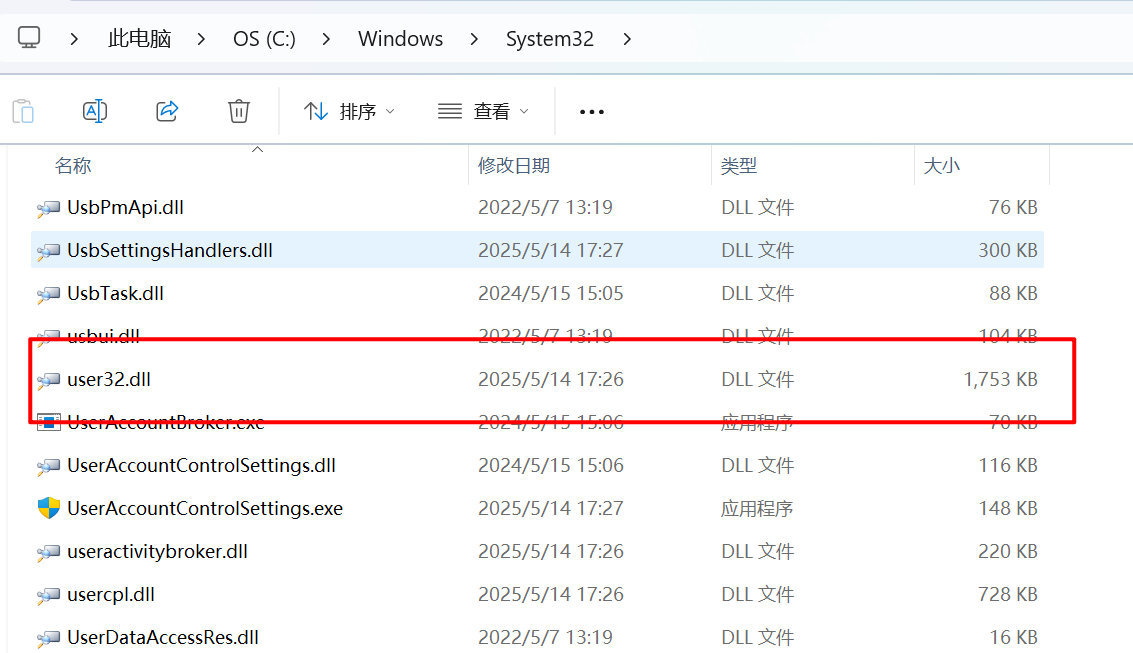 此电脑 > OS (C:) > Windows > System32 >
排序 查看
名称 修改日期 类型 大小
UsbPmApi.dll 2022/5/7 13:19 DLL 文件 76 KB
UsbSettingsHandlers.dll 2025/5/14 17:27 DLL 文件 300 KB
UsbTask.dll 2024/5/15 15:05 DLL 文件 88 KB
usbui.dll 2022/5/7 13:19 DLL 文件 104 KB
user32.dll 2025/5/14 17:26 DLL 文件 1,753 KB
UserAccountBroker.exe 2024/5/15 15:06 应用程序 70 KB
UserAccountControlSettings.dll 2024/5/15 15:06 DLL 文件 116 KB
UserAccountControlSettings.exe 2025/5/14 17:27 应用程序 148 KB
useractivitybroker.dll 2025/5/14 17:26 DLL 文件 220 KB
usercpl.dll 2025/5/14 17:26 DLL 文件 728 KB
UserDataAccessRes.dll 2022/5/7 13:19 DLL 文件 16 KB